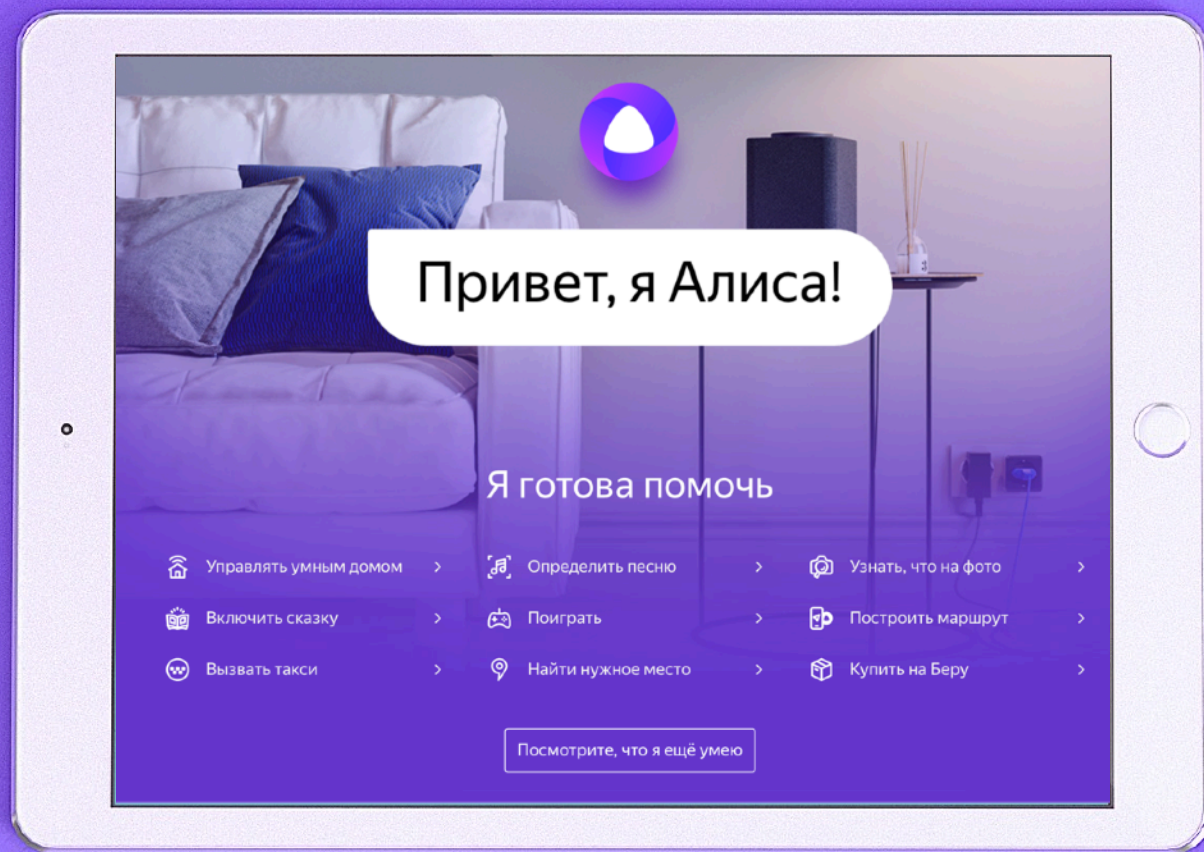 Привет, я Алиса!
Я готова помочь
Управлять умным домом
Определить песню
Узнать, что на фото
Включить сказку
Поиграть
Построить маршрут
Вызвать такси
Найти нужное место
Купить на Беру
Посмотрите, что я ещё умею